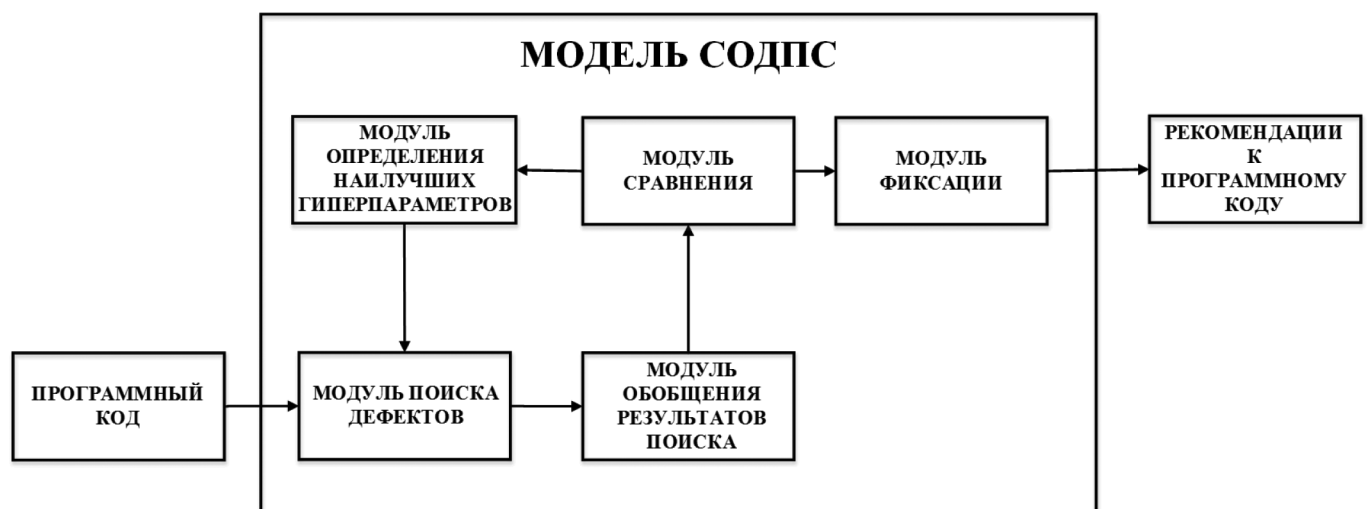 МОДЕЛЬ СОДПС
МОДУЛЬ
ОПРЕДЕЛЕНИЯ
НАИЛУЧШИХ
ГИПЕРПАРАМЕТРОВ
МОДУЛЬ
СРАВНЕНИЯ
МОДУЛЬ
ФИКСАЦИИ
РЕКОМЕНДАЦИИ
К
ПРОГРАММНОМУ
КОДУ
ПРОГРАММНЫЙ
КОД
МОДУЛЬ ПОИСКА
ДЕФЕКТОВ
МОДУЛЬ
ОБОБЩЕНИЯ
РЕЗУЛЬТАТОВ
ПОИСКА